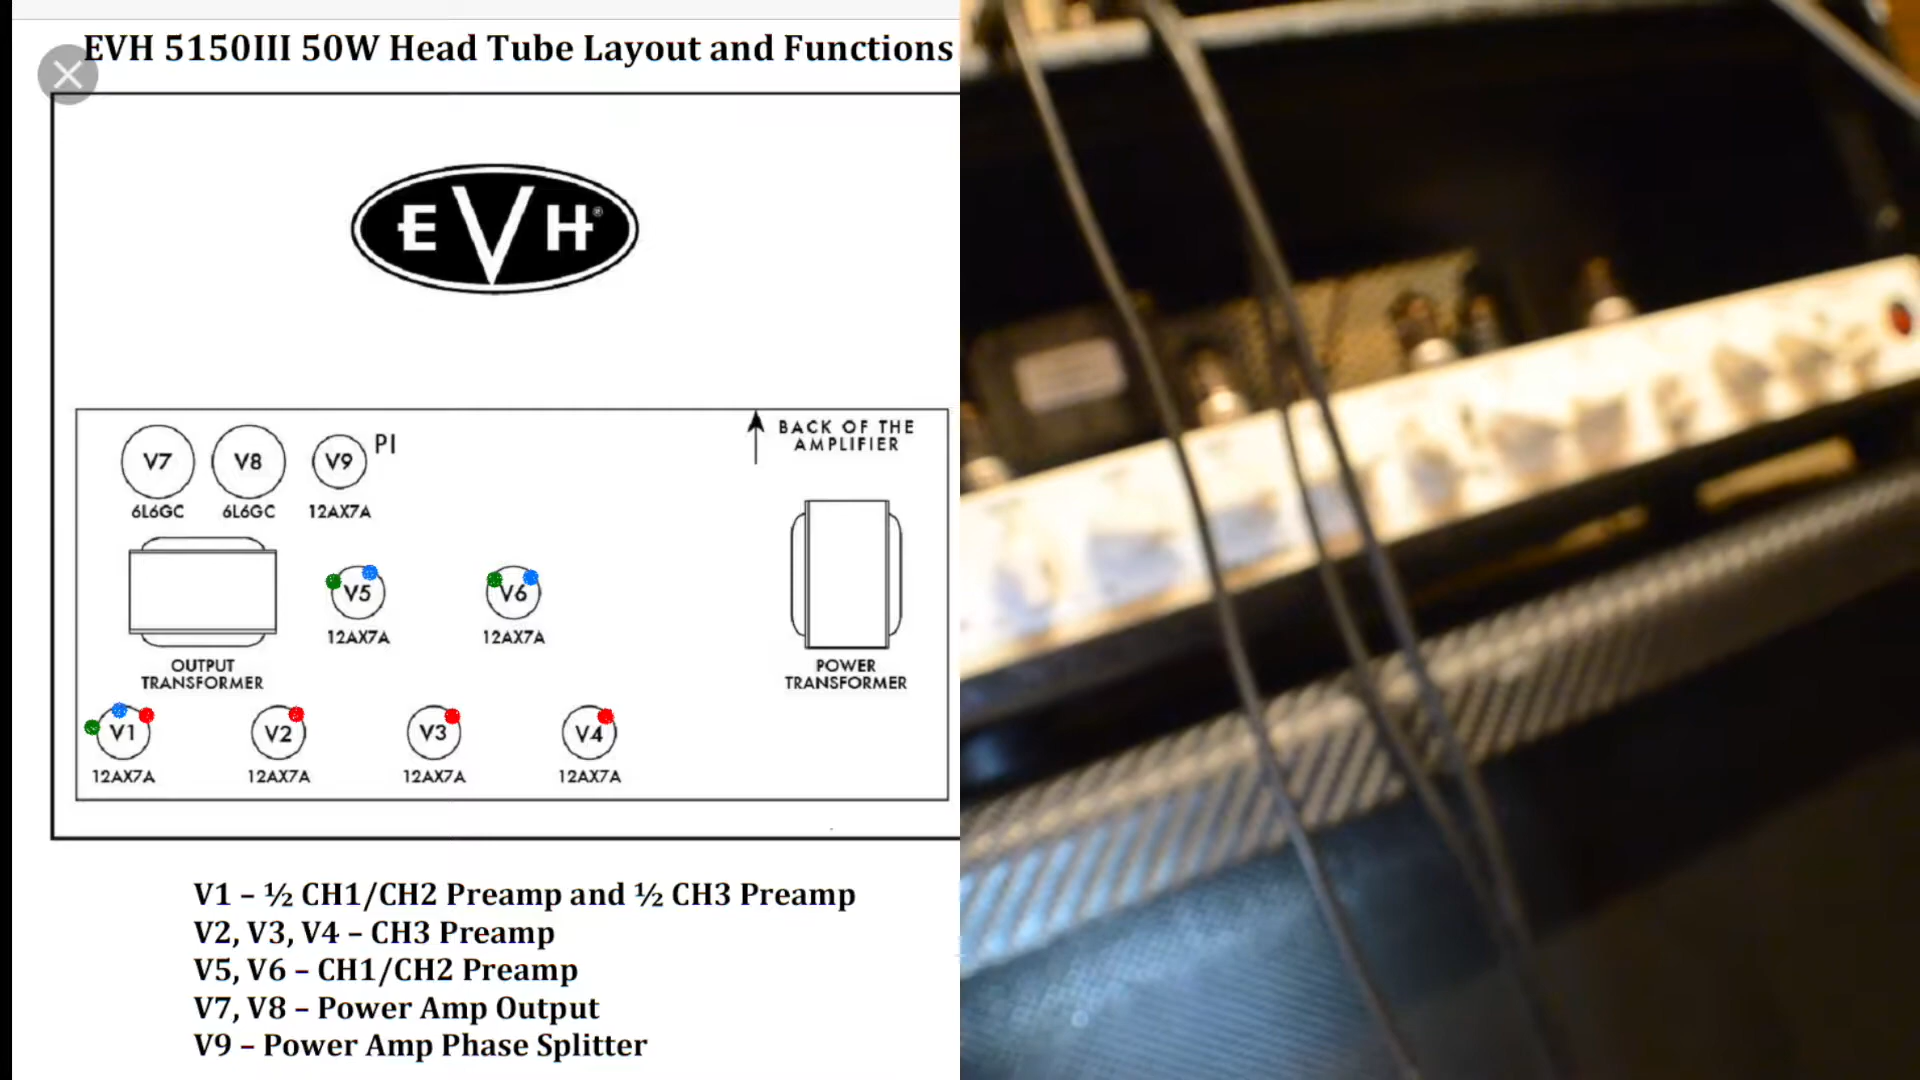 EVH 5150III 50W Head Tube Layout and Functions
EVH®
BACK OF THE
AMPLIFIER
V7
V8
V9
PI
6L6GC
6L6GC
12AX7A
V5
V6
12AX7A
12AX7A
OUTPUT
TRANSFORMER
POWER
TRANSFORMER
V1
V2
V3
V4
12AX7A
12AX7A
12AX7A
12AX7A
V1 – ½ CH1/CH2 Preamp and ½ CH3 Preamp
V2, V3, V4 – CH3 Preamp
V5, V6 – CH1/CH2 Preamp
V7, V8 – Power Amp Output
V9 – Power Amp Phase Splitter